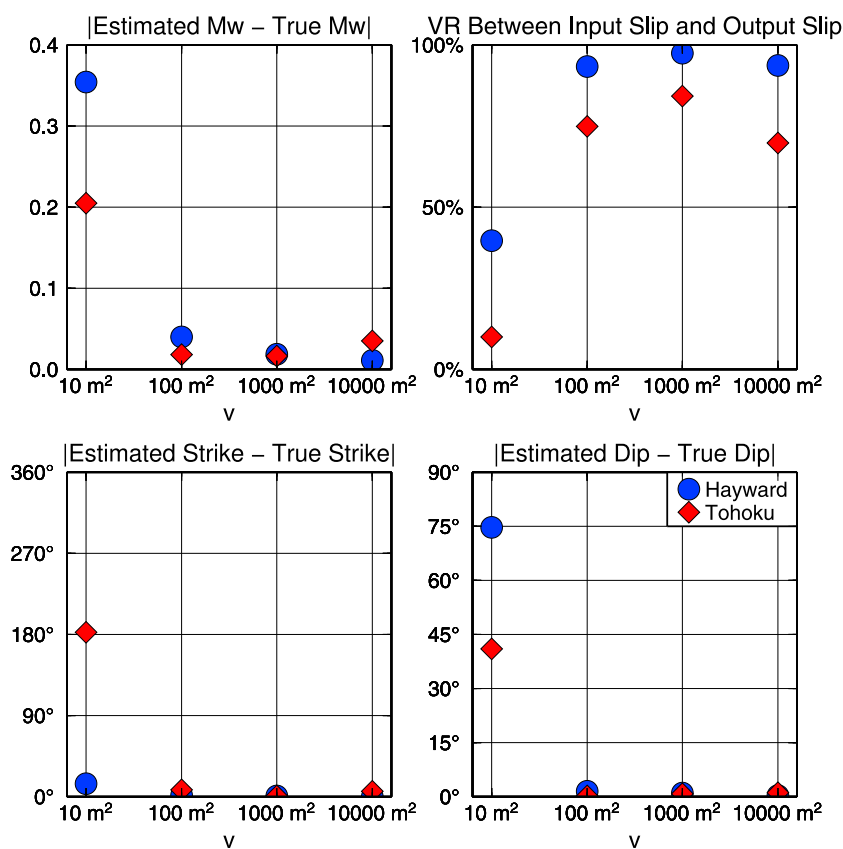 |Estimated Mw − True Mw|
0.4
0.3
0.2
0.1
0.0
10 m²
100 m²
1000 m²
10000 m²
v
VR Between Input Slip and Output Slip
100%
50%
0%
10 m²
100 m²
1000 m²
10000 m²
v
|Estimated Strike − True Strike|
360°
270°
180°
90°
0°
10 m²
100 m²
1000 m²
10000 m²
v
|Estimated Dip − True Dip|
90°
75°
60°
45°
30°
15°
0°
Hayward
Tohoku
10 m²
100 m²
1000 m²
10000 m²
v